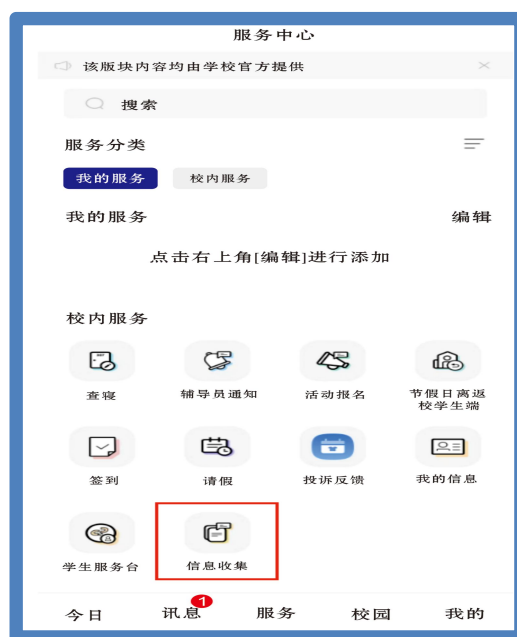 服务中心
该版块内容均由学校官方提供
搜索
服务分类
我的服务 校内服务
我的服务 编辑
点击右上角[编辑]进行添加
校内服务
查寝 辅导员通知 活动报名 节假日离返
校学生端
签到 请假 投诉反馈 我的信息
学生服务台 信息收集
1
今日 讯息 服务 校园 我的